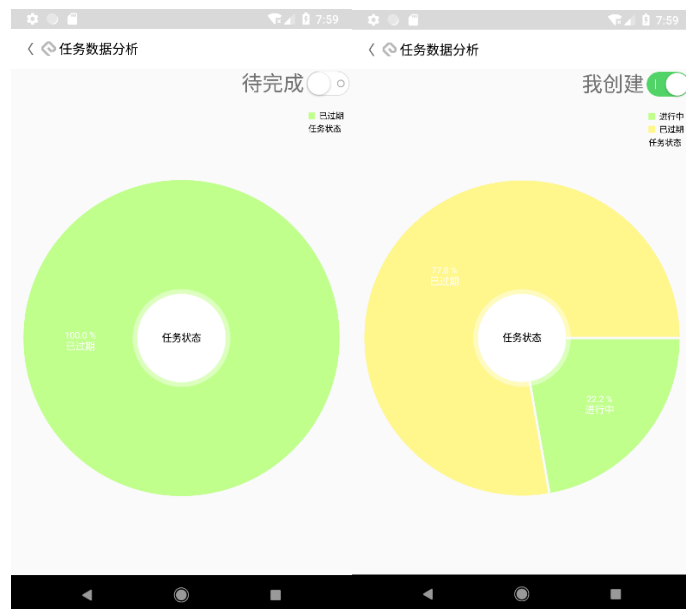 7:59
任务数据分析
待完成
已过期
任务状态
100.0 %
已过期
任务状态
7:59
任务数据分析
我创建
进行中
已过期
任务状态
77.8 %
已过期
任务状态
22.2 %
进行中